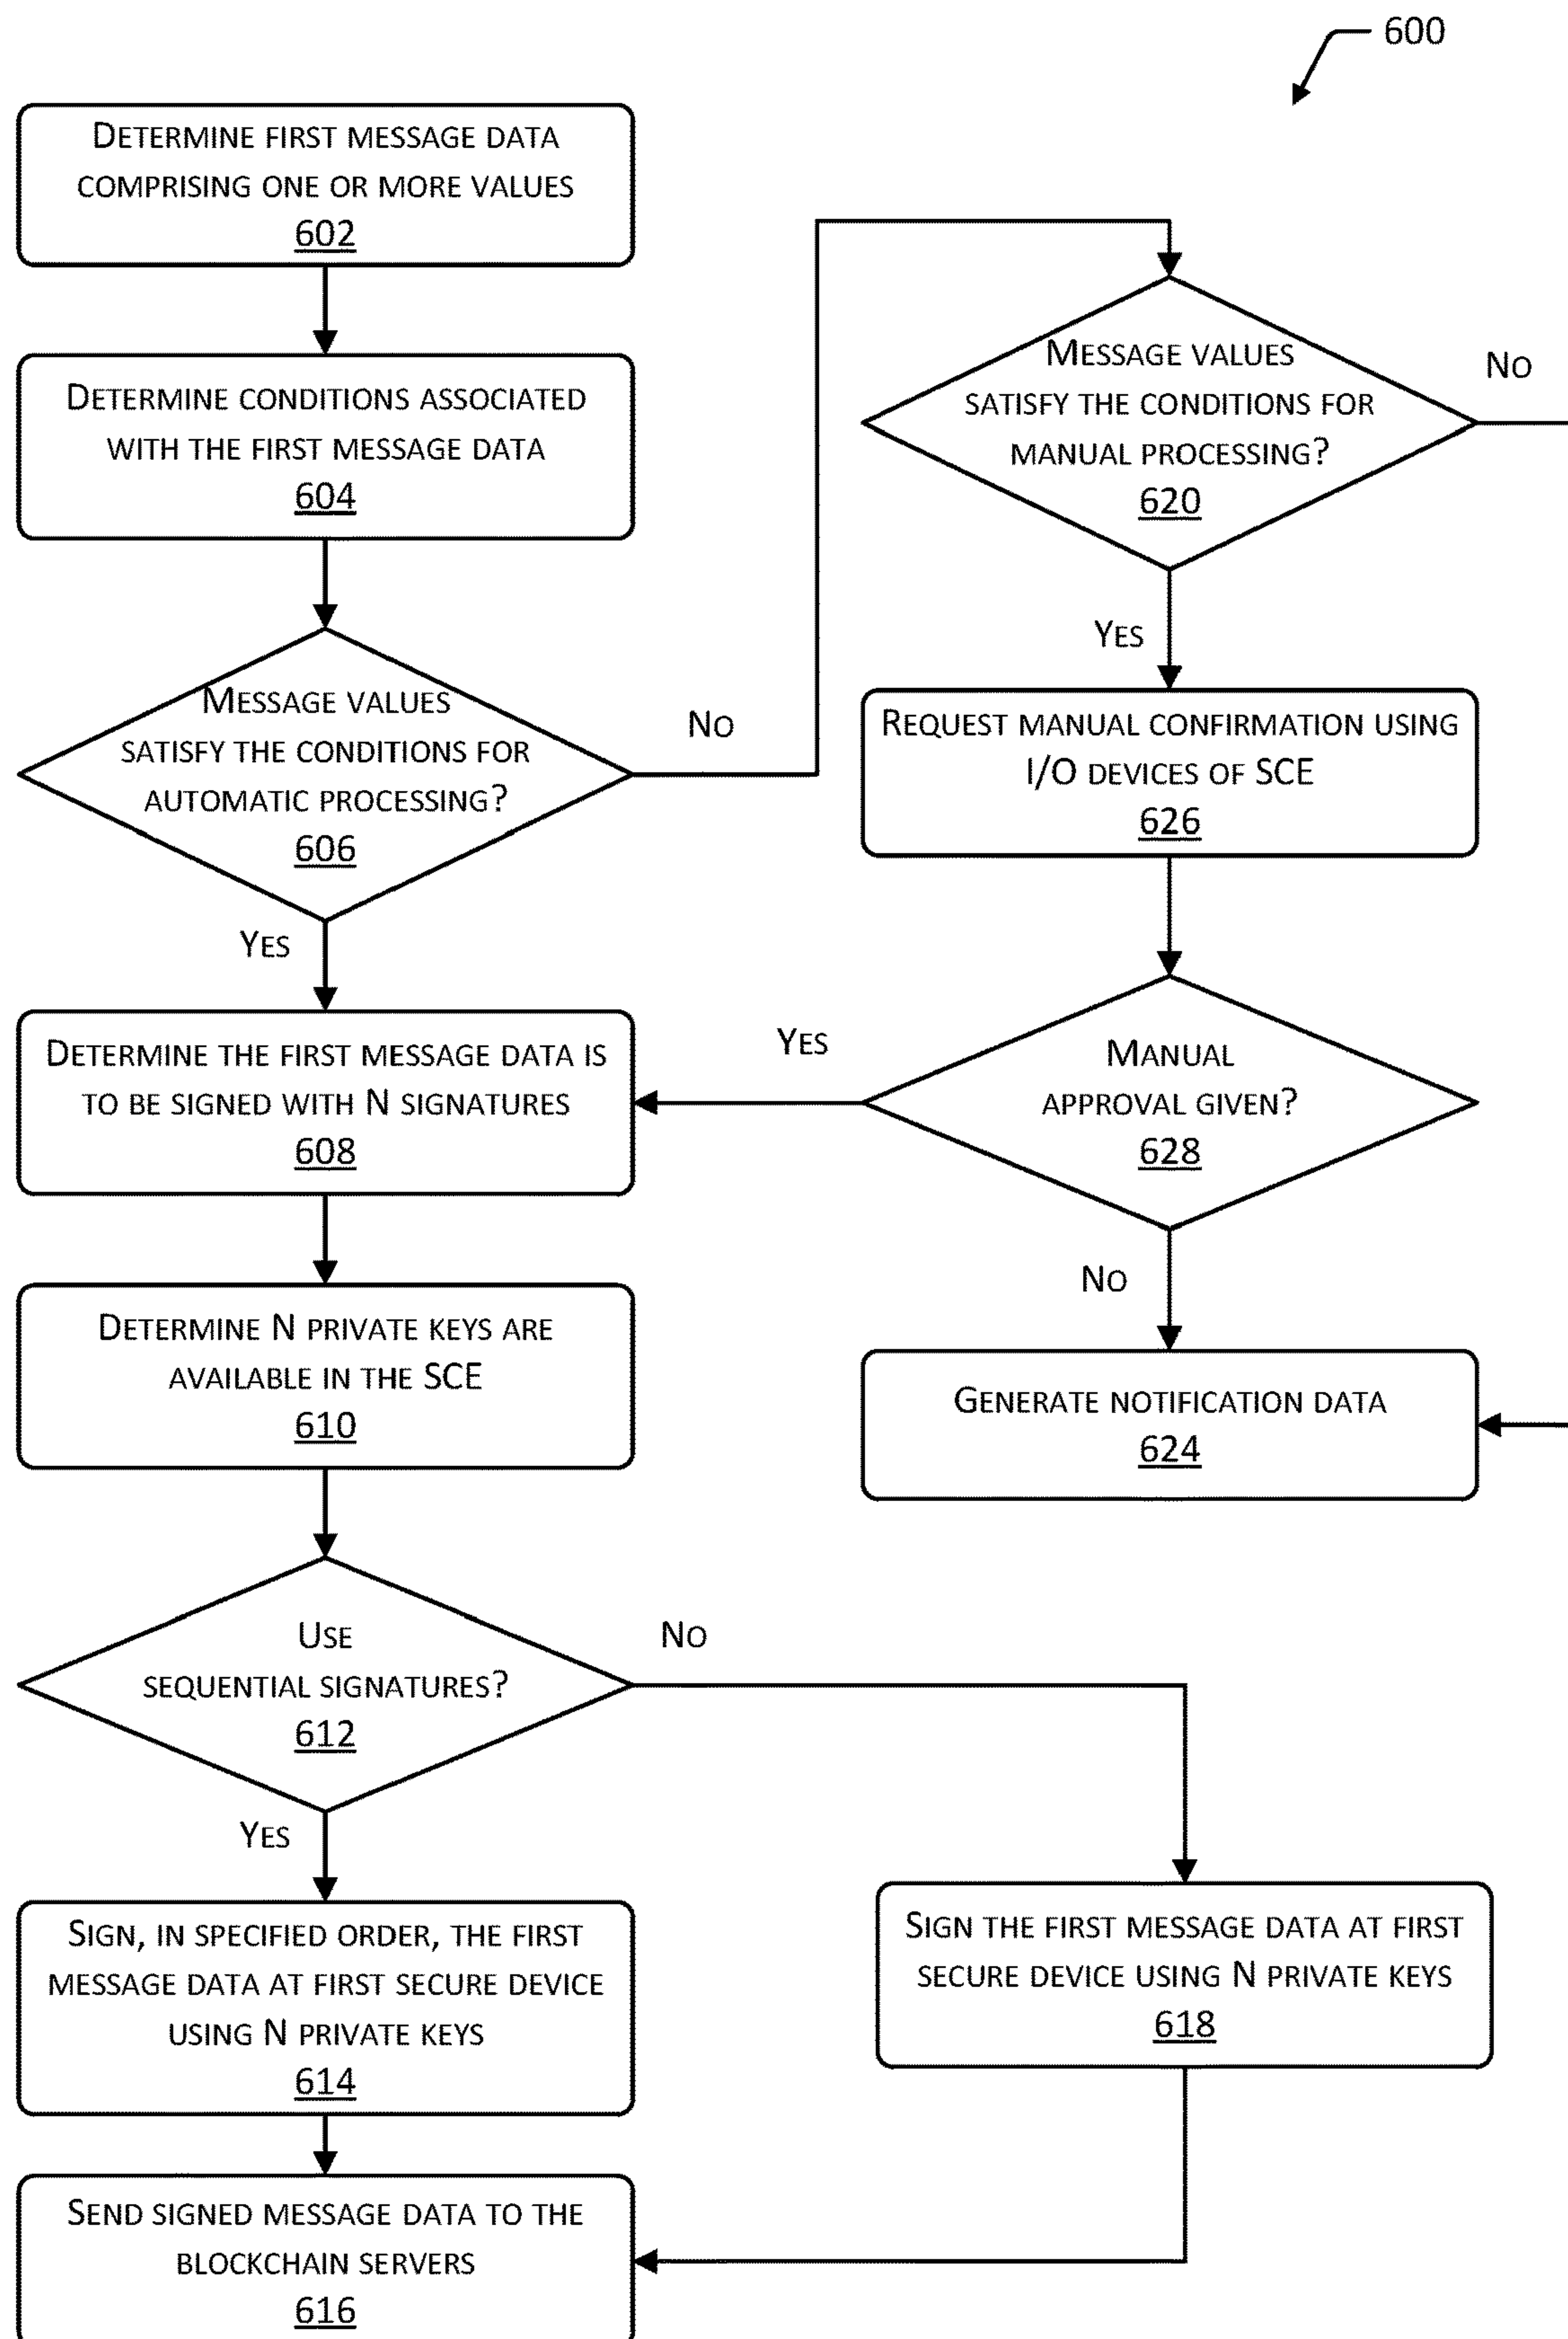 600
DETERMINE FIRST MESSAGE DATA
COMPRISING ONE OR MORE VALUES
602
DETERMINE CONDITIONS ASSOCIATED
WITH THE FIRST MESSAGE DATA
604
MESSAGE VALUES
SATISFY THE CONDITIONS FOR
AUTOMATIC PROCESSING?
606
NO
YES
MESSAGE VALUES
SATISFY THE CONDITIONS FOR
MANUAL PROCESSING?
620
NO
YES
REQUEST MANUAL CONFIRMATION USING
I/O DEVICES OF SCE
626
MANUAL
APPROVAL GIVEN?
628
YES
NO
GENERATE NOTIFICATION DATA
624
DETERMINE THE FIRST MESSAGE DATA IS
TO BE SIGNED WITH N SIGNATURES
608
DETERMINE N PRIVATE KEYS ARE
AVAILABLE IN THE SCE
610
USE
SEQUENTIAL SIGNATURES?
612
NO
YES
SIGN, IN SPECIFIED ORDER, THE FIRST
MESSAGE DATA AT FIRST SECURE DEVICE
USING N PRIVATE KEYS
614
SIGN THE FIRST MESSAGE DATA AT FIRST
SECURE DEVICE USING N PRIVATE KEYS
618
SEND SIGNED MESSAGE DATA TO THE
BLOCKCHAIN SERVERS
616